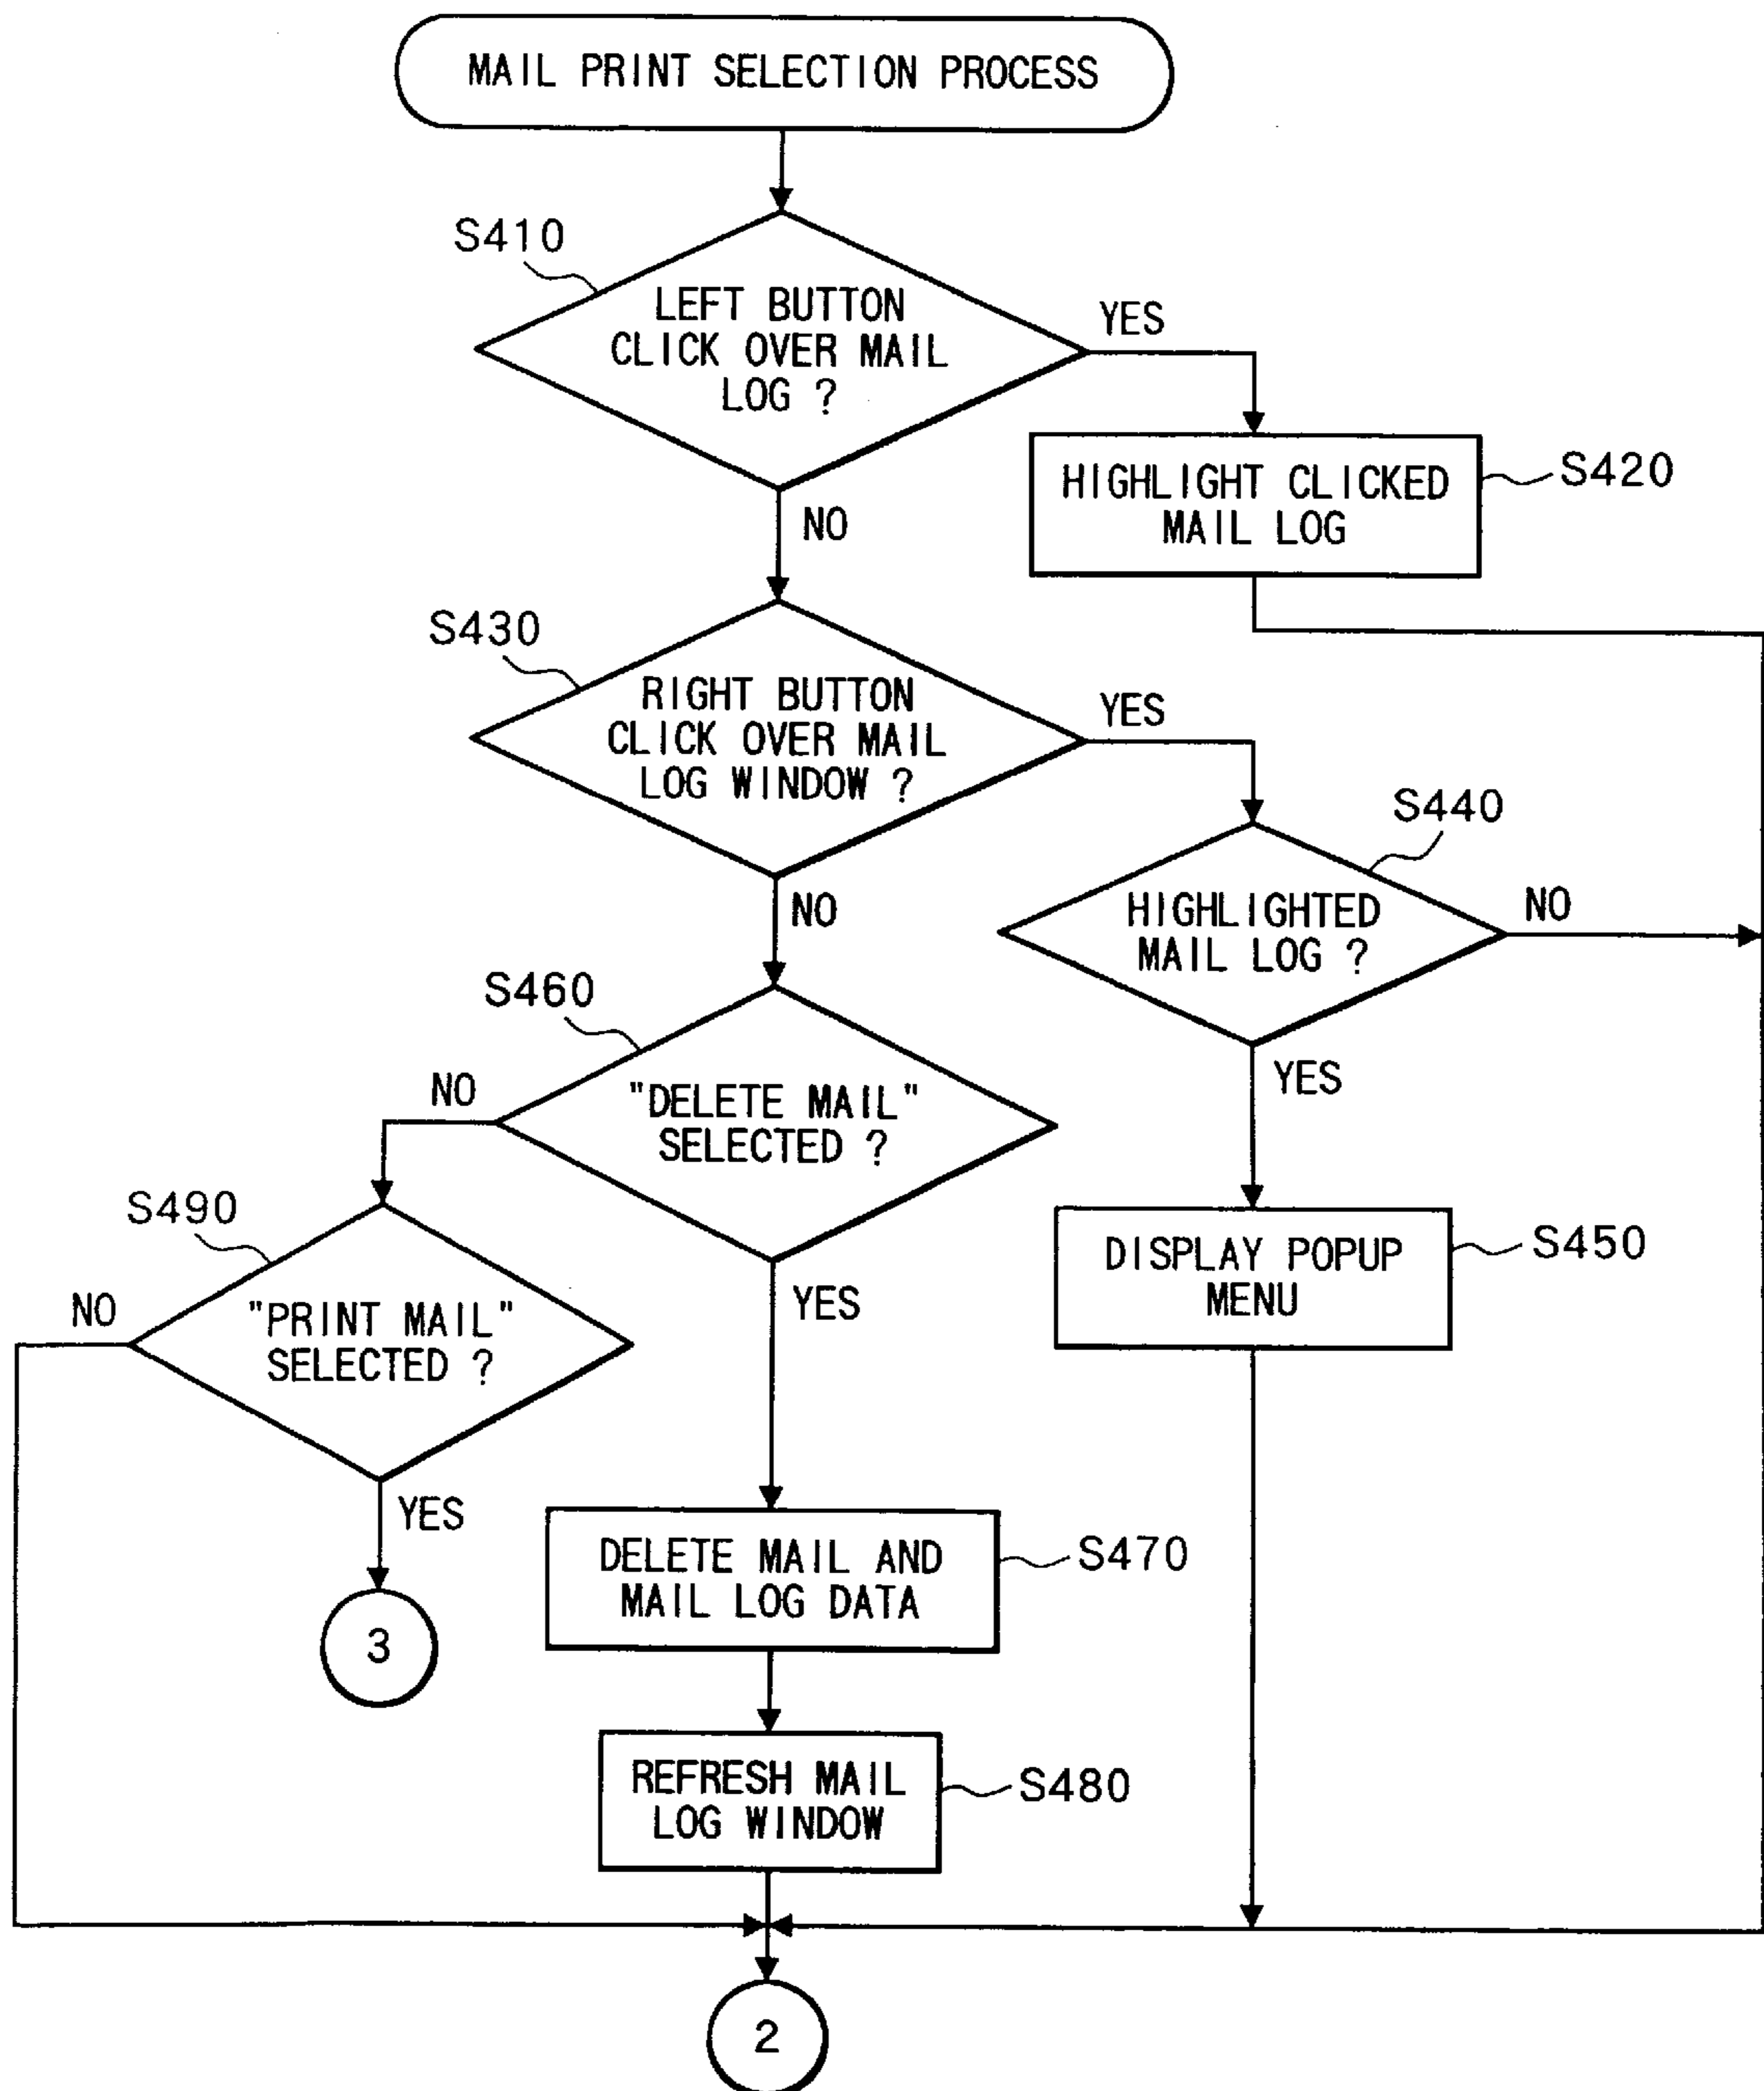 MAIL PRINT SELECTION PROCESS
S410
LEFT BUTTON
CLICK OVER MAIL
LOG ?
YES
NO
HIGHLIGHT CLICKED
MAIL LOG
S420
S430
RIGHT BUTTON
CLICK OVER MAIL
LOG WINDOW ?
YES
NO
S440
HIGHLIGHTED
MAIL LOG ?
NO
YES
S460
"DELETE MAIL"
SELECTED ?
NO
YES
S450
DISPLAY POPUP
MENU
S490
"PRINT MAIL"
SELECTED ?
NO
YES
3
DELETE MAIL AND
MAIL LOG DATA
S470
REFRESH MAIL
LOG WINDOW
S480
2